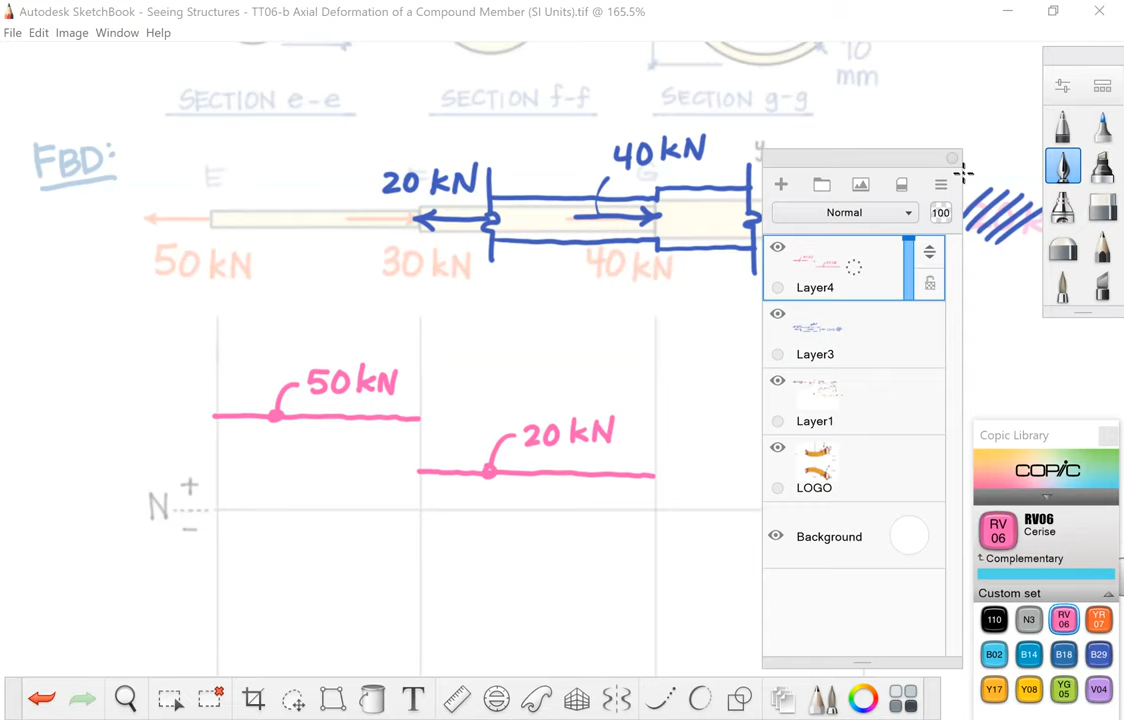 Autodesk SketchBook - Seeing Structures - TT06-b Axial Deformation of a Compound Member (SI Units).tif @ 165.5%
File Edit Image Window Help
10
mm
SECTION e-e
SECTION f-f
SECTION g-g
FBD:
E
G
20 kN
40 kN
50 kN
30 kN
40 kN
Normal
100
Layer4
Layer3
Layer1
LOGO
Background
50 kN
20 kN
N
+
-
Copic Library
COPIC
RV
06
RV06
Cerise
Complementary
Custom set
110
N3
RV
06
YR
07
B02
B14
B18
B29
Y17
Y08
YG
05
V04
T